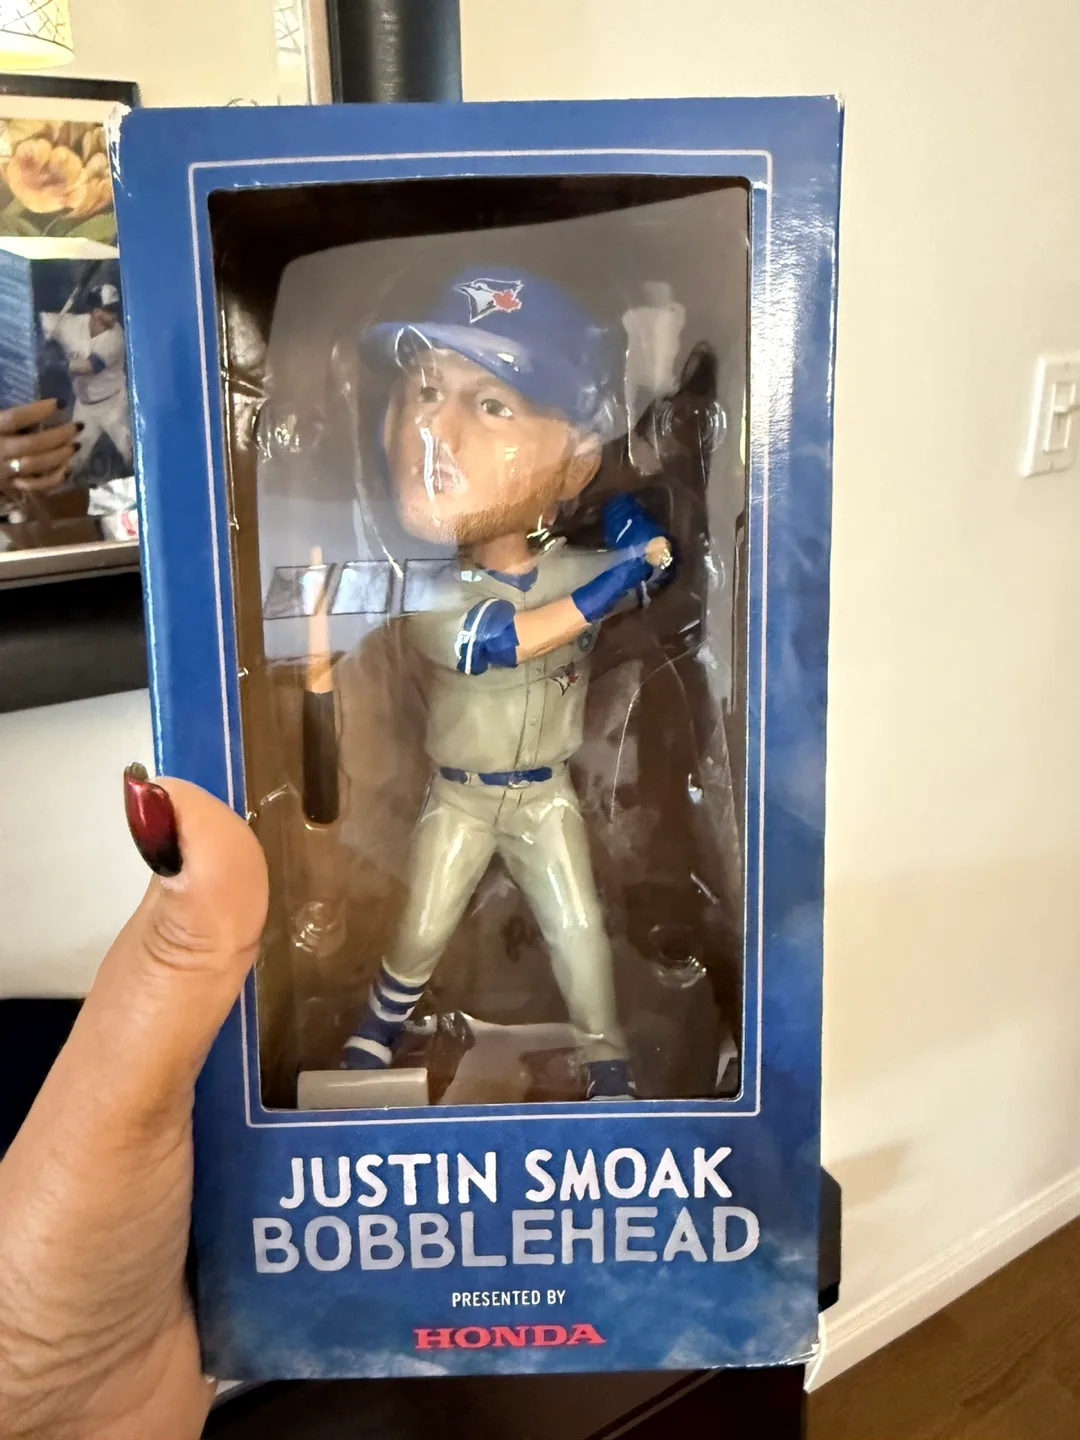 JUSTIN SMOAK
BOBBLEHEAD
PRESENTED BY
HONDA